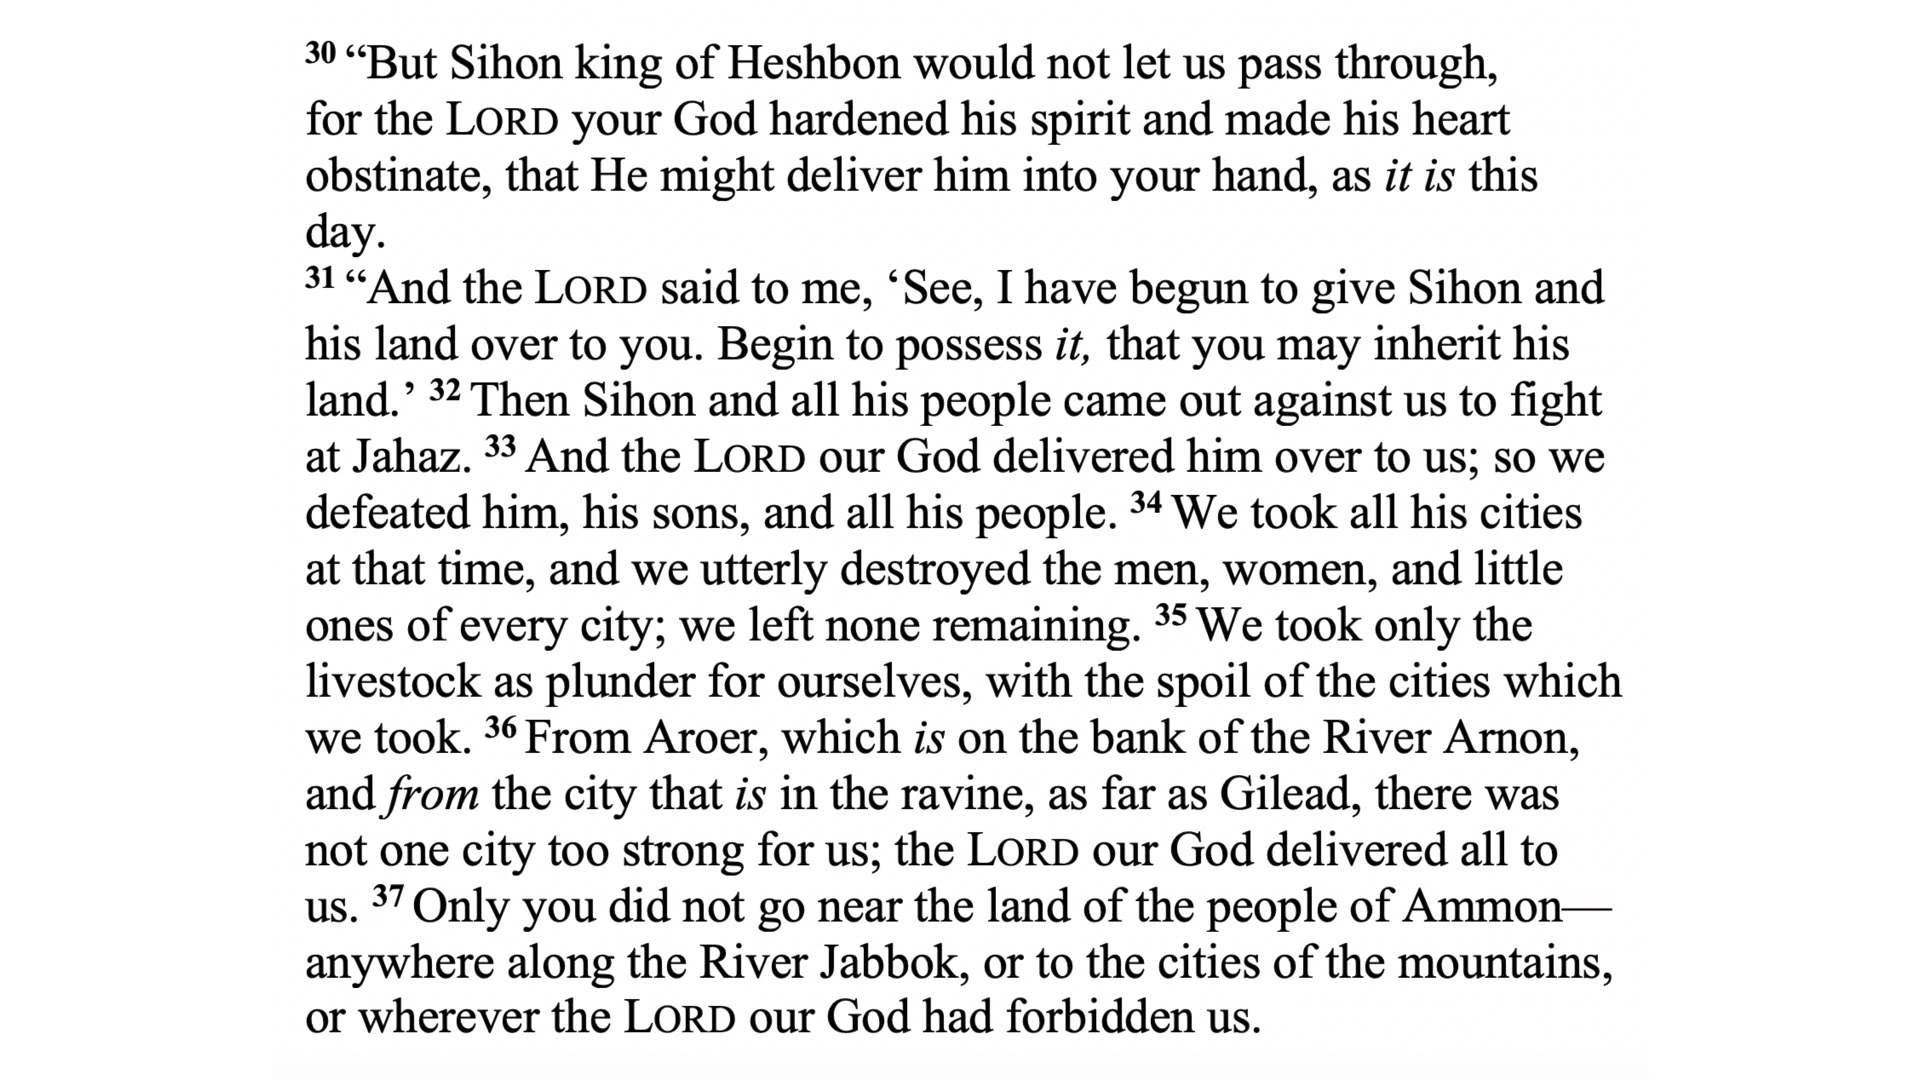 30 “But Sihon king of Heshbon would not let us pass through,
for the LORD your God hardened his spirit and made his heart
obstinate, that He might deliver him into your hand, as it is this
day.
31 “And the LORD said to me, ‘See, I have begun to give Sihon and
his land over to you. Begin to possess it, that you may inherit his
land.’ 32 Then Sihon and all his people came out against us to fight
at Jahaz. 33 And the LORD our God delivered him over to us; so we
defeated him, his sons, and all his people. 34 We took all his cities
at that time, and we utterly destroyed the men, women, and little
ones of every city; we left none remaining. 35 We took only the
livestock as plunder for ourselves, with the spoil of the cities which
we took. 36 From Aroer, which is on the bank of the River Arnon,
and from the city that is in the ravine, as far as Gilead, there was
not one city too strong for us; the LORD our God delivered all to
us. 37 Only you did not go near the land of the people of Ammon—
anywhere along the River Jabbok, or to the cities of the mountains,
or wherever the LORD our God had forbidden us.